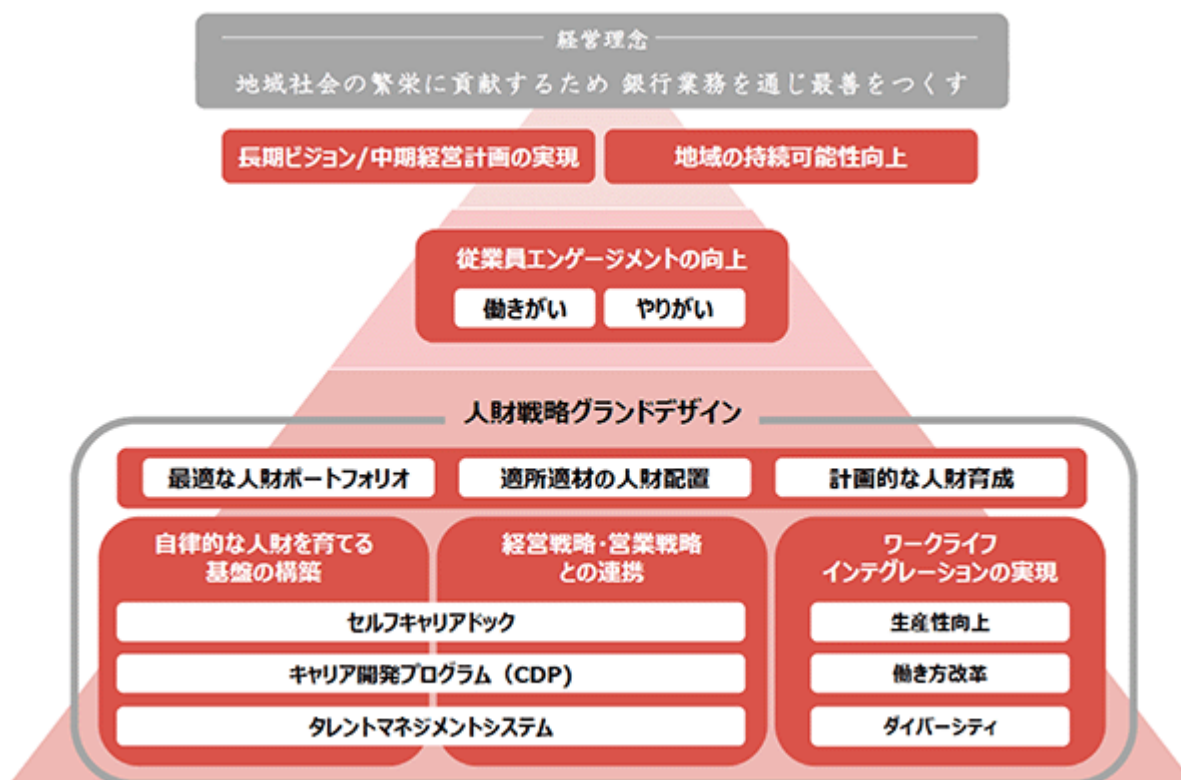 経営理念
地域社会の繁栄に貢献するため 銀行業務を通じ最善をつくす
長期ビジョン/中期経営計画の実現
地域の持続可能性向上
従業員エンゲージメントの向上
働きがい
やりがい
人財戦略グランドデザイン
最適な人財ポートフォリオ
適所適材の人財配置
計画的な人財育成
自律的な人財を育てる
基盤の構築
経営戦略・営業戦略
との連携
セルフキャリアドック
キャリア開発プログラム（CDP)
タレントマネジメントシステム
ワークライフ
インテグレーションの実現
生産性向上
働き方改革
ダイバーシティ